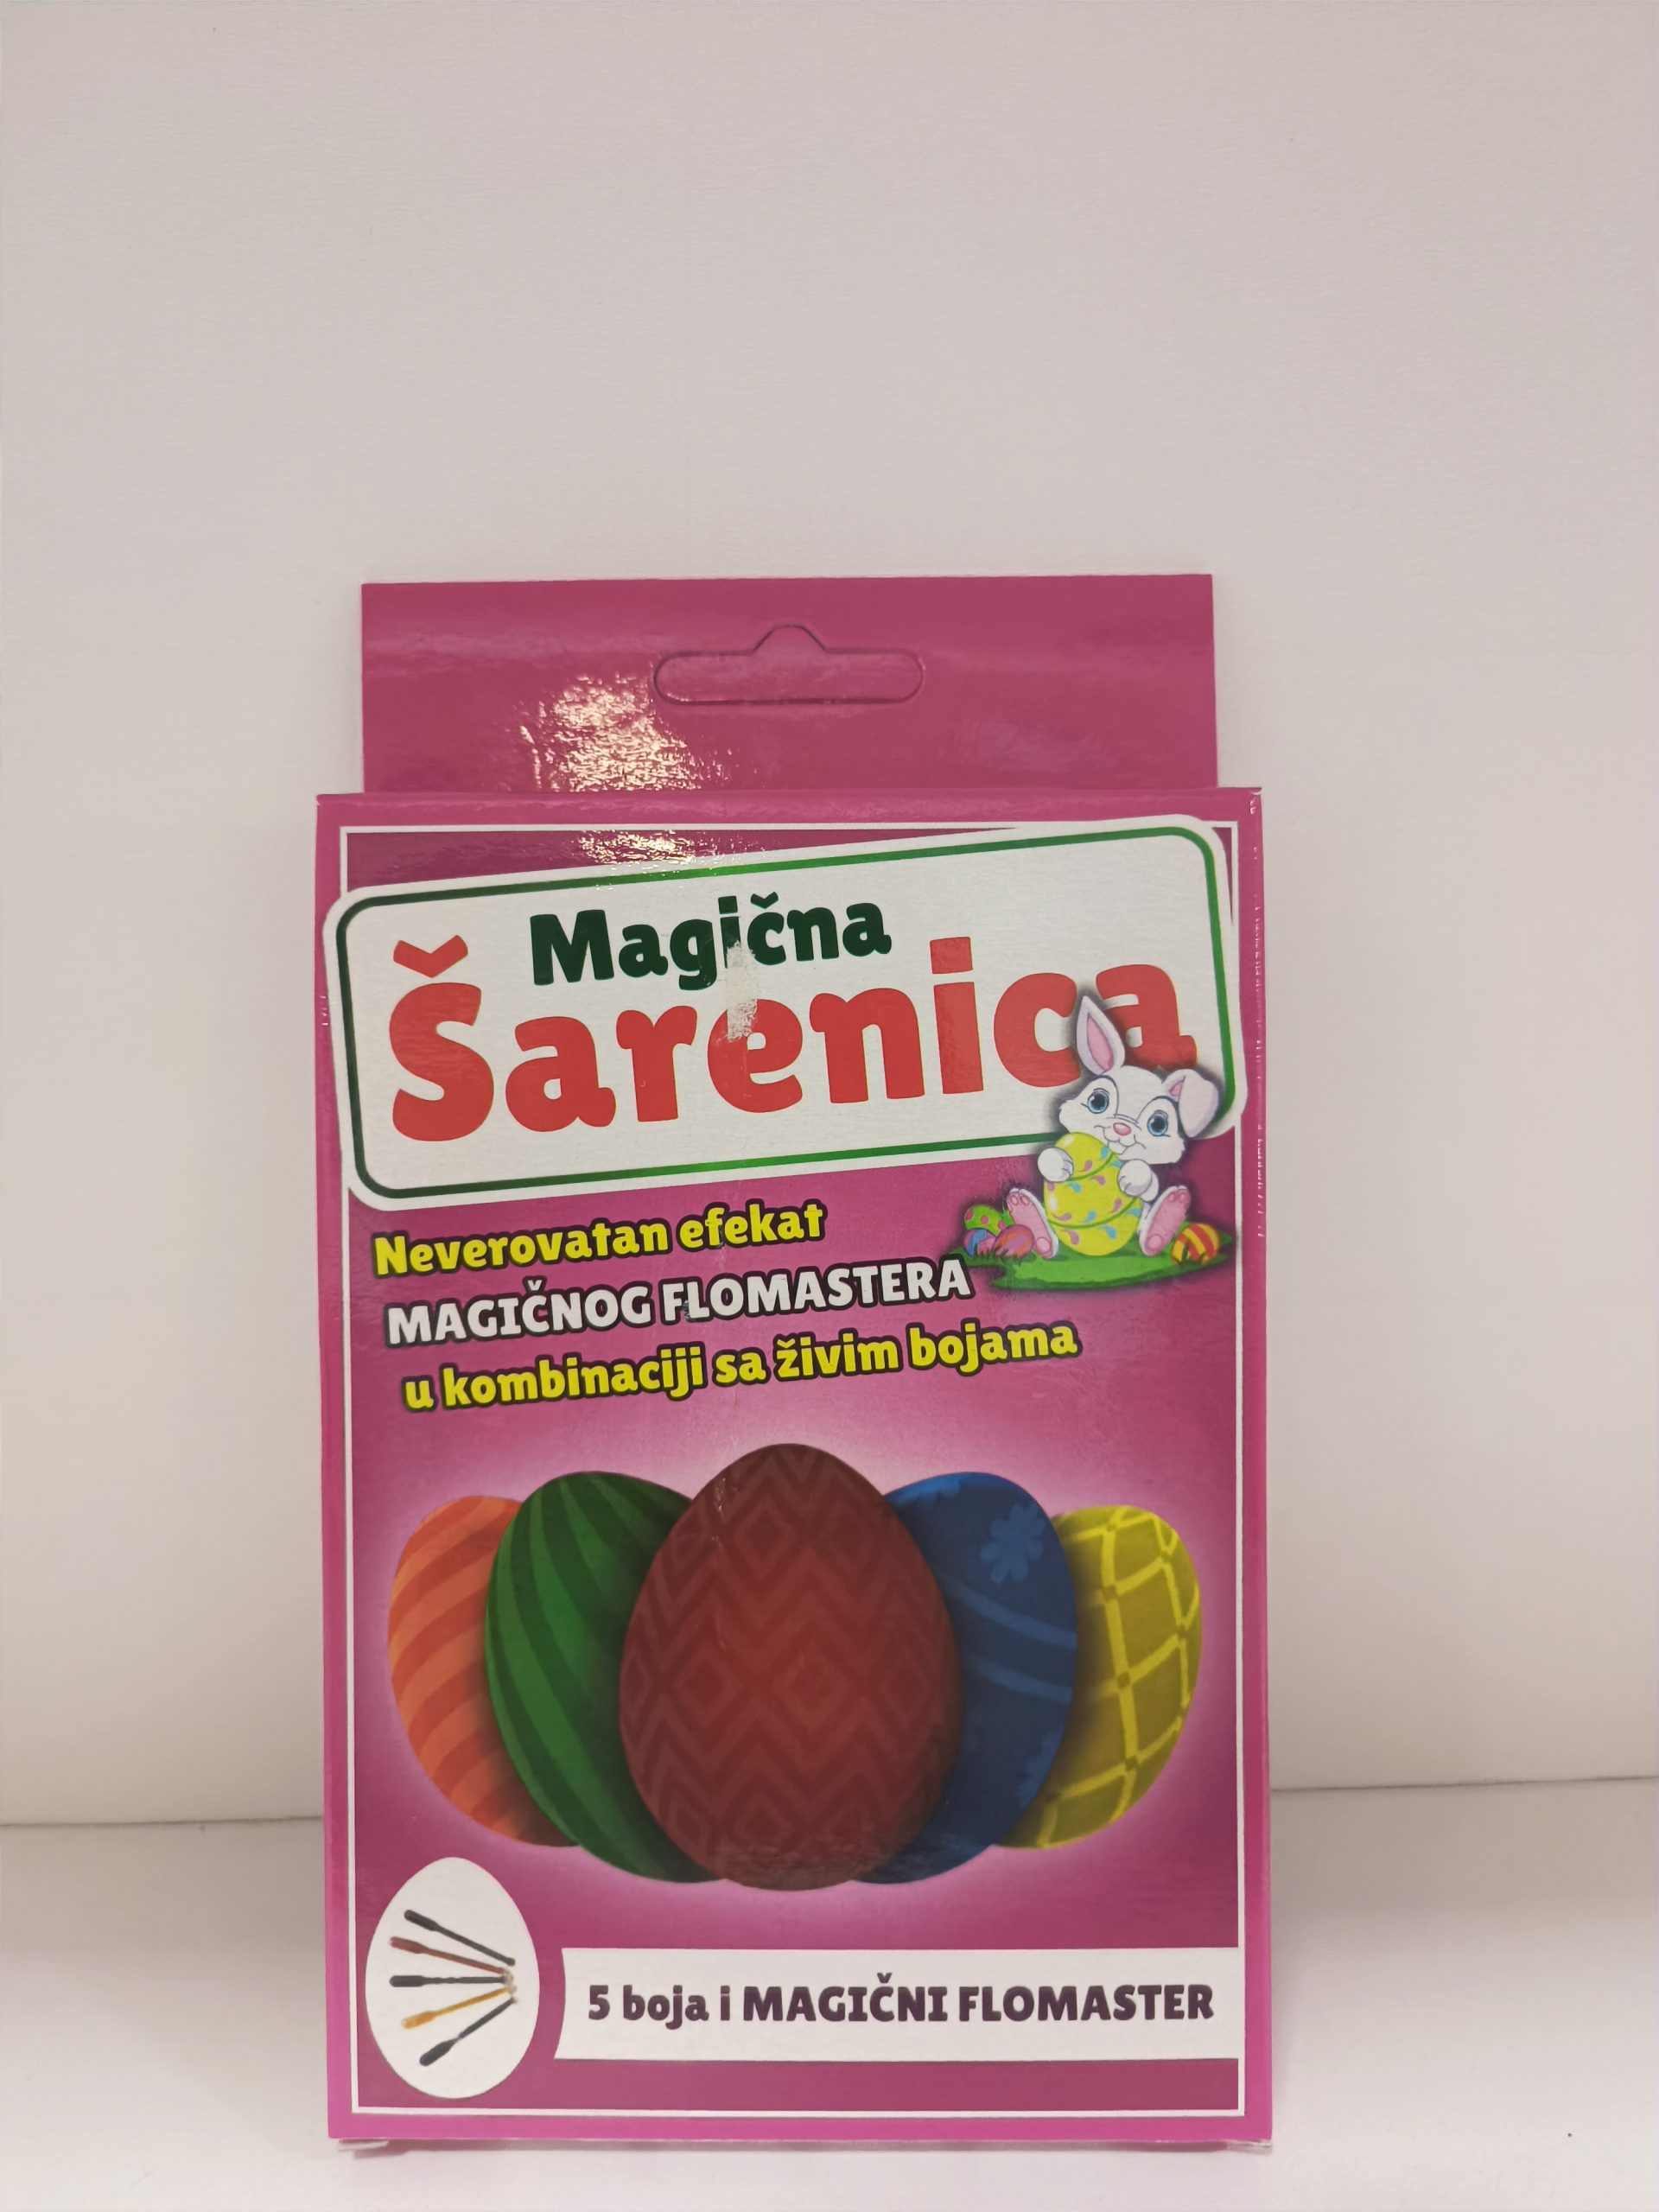 Magična
Šarenica
Neverovatan efekat
MAGIČNOG FLOMASTERA
u kombinaciji sa živim bojama
5 boja i MAGIČNI FLOMASTER